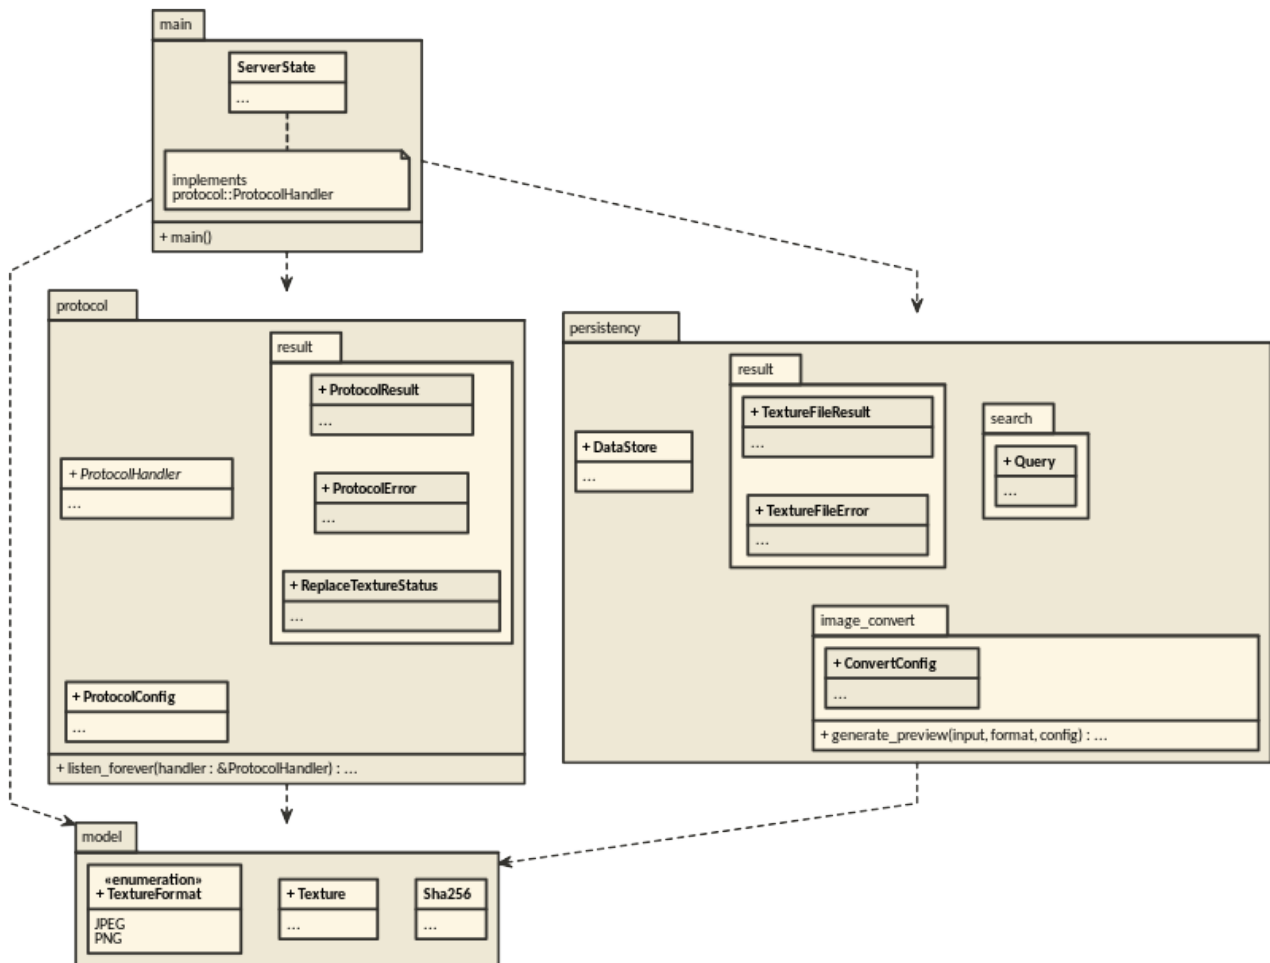 main
ServerState
...
implements
protocol::ProtocolHandler
+ main()
protocol
result
+ ProtocolResult
...
+ ProtocolHandler
...
+ ProtocolError
...
+ ReplaceTextureStatus
...
+ ProtocolConfig
...
+ listen_forever(handler : &ProtocolHandler) : ...
persistency
result
+ TextureFileResult
...
search
+ DataStore
...
+ Query
...
+ TextureFileError
...
image_convert
+ ConvertConfig
...
+ generate_preview(input, format, config) : ...
model
«enumeration»
+ TextureFormat
JPEG
PNG
+ Texture
...
Sha256
...